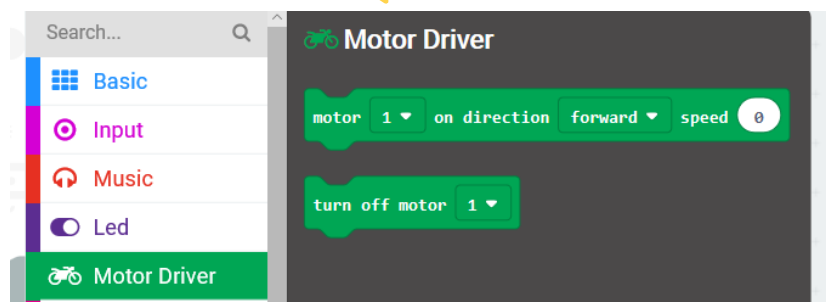 Search...
Basic
Input
Music
Led
Motor Driver
Motor Driver
motor 1 on direction forward speed 0
turn off motor 1